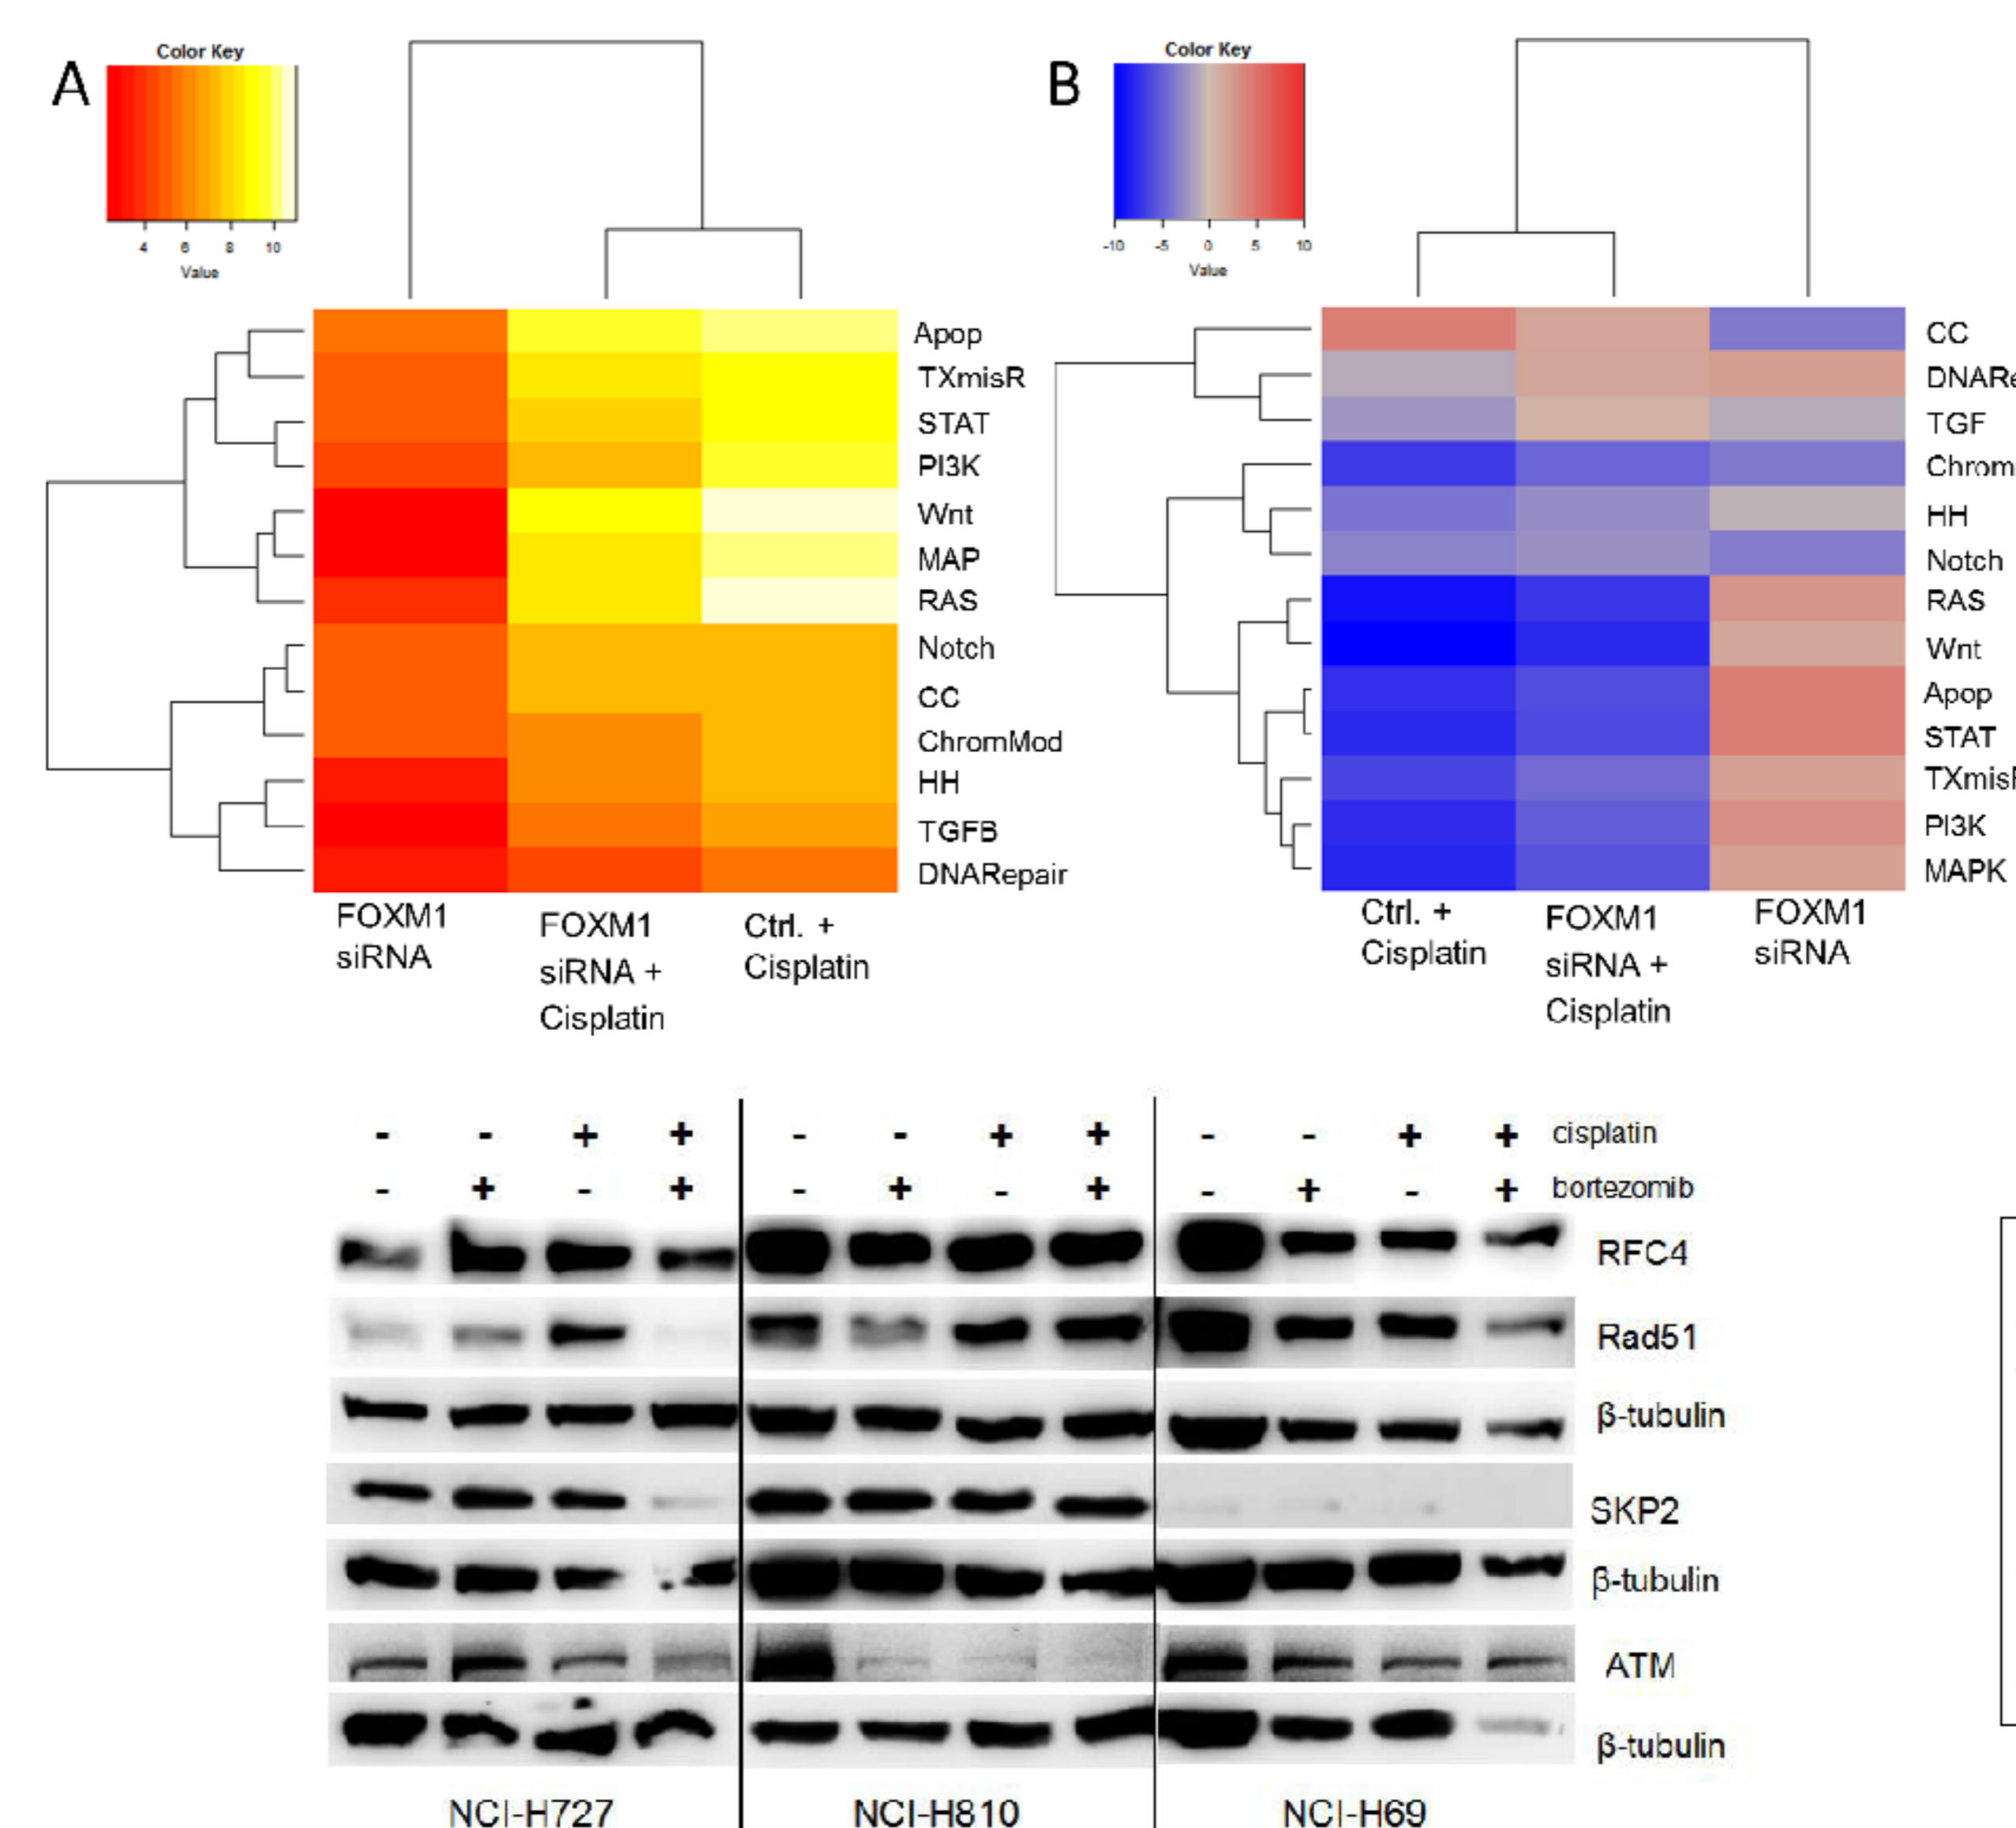 A
Color Key
4 6 8 10
Value
Apop
TXmisR
STAT
PI3K
Wnt
MAP
RAS
Notch
CC
ChromMod
HH
TGFB
DNARepair
FOXM1
siRNA
FOXM1
siRNA +
Cisplatin
Ctrl. +
Cisplatin
B
Color Key
-10 -5 0 5 10
Value
CC
DNARe
TGF
Chrom
HH
Notch
RAS
Wnt
Apop
STAT
TXmisR
PI3K
MAPK
Ctrl. +
Cisplatin
FOXM1
siRNA +
Cisplatin
FOXM1
siRNA
- - + + - - + + - - + + cisplatin
- + - + - + - + - + - + bortezomib
RFC4
Rad51
β-tubulin
SKP2
β-tubulin
ATM
β-tubulin
NCI-H727 NCI-H810 NCI-H69